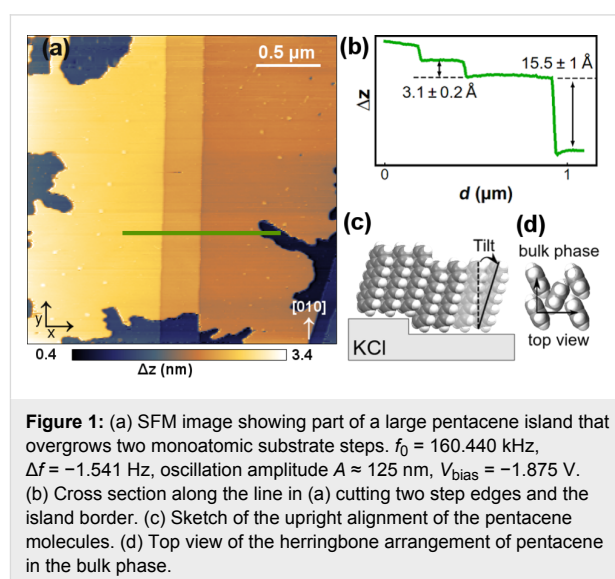 (a)
0.5 μm
y
x
[010]
0.4
Δz (nm)
3.4
(b)
Δz
3.1 ± 0.2 Å
15.5 ± 1 Å
0
1
d (μm)
(c)
Tilt
KCl
(d)
bulk phase
top view
Figure 1: (a) SFM image showing part of a large pentacene island that
overgrows two monoatomic substrate steps. f₀ = 160.440 kHz,
Δf = −1.541 Hz, oscillation amplitude A ≈ 125 nm, V_bias = −1.875 V.
(b) Cross section along the line in (a) cutting two step edges and the
island border. (c) Sketch of the upright alignment of the pentacene
molecules. (d) Top view of the herringbone arrangement of pentacene
in the bulk phase.